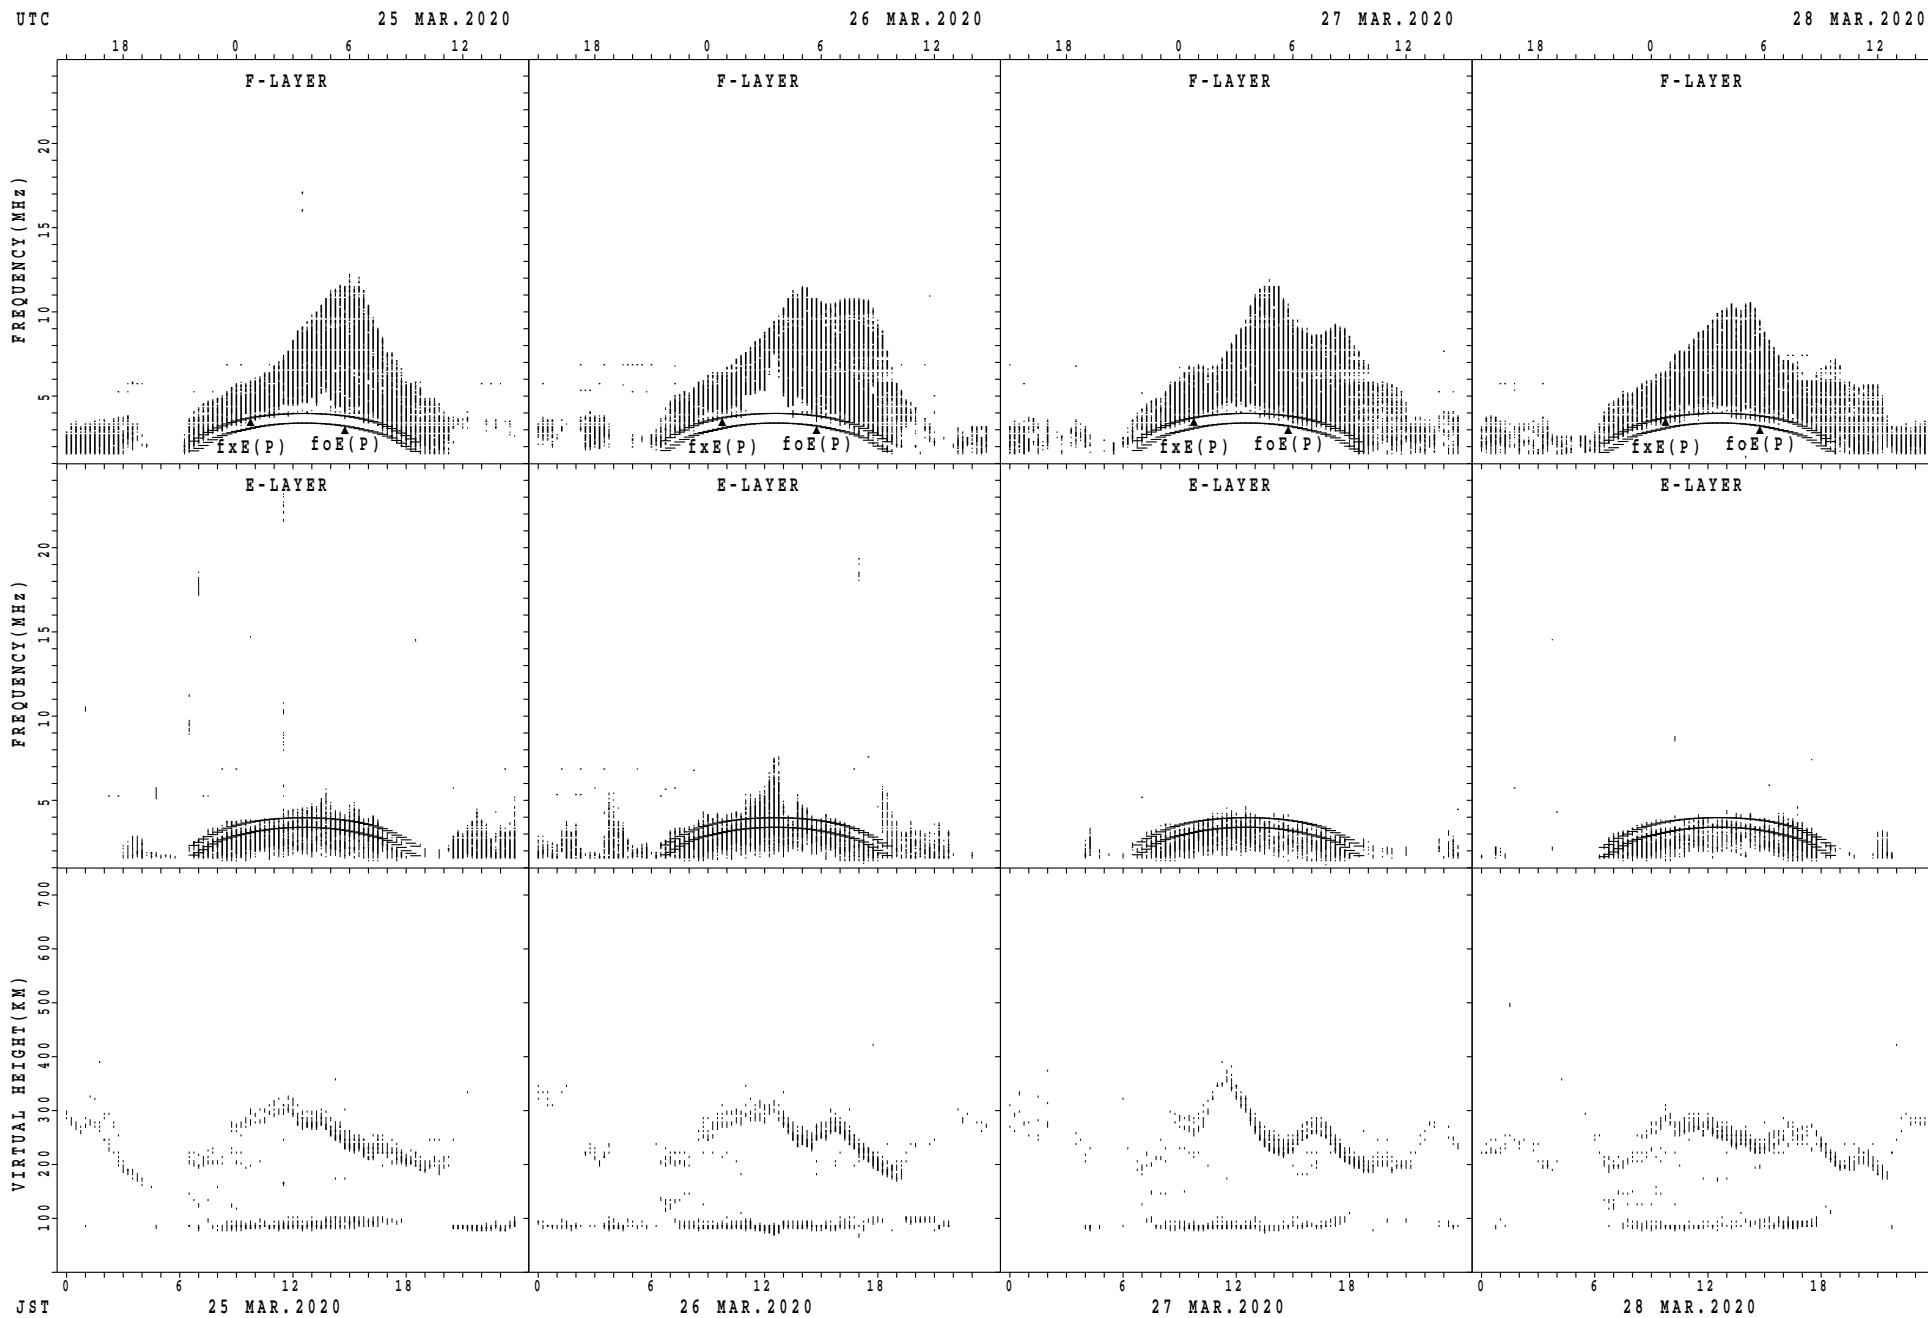 UTC 25 MAR.2020 26 MAR.2020 27 MAR.2020 28 MAR.2020
18 0 6 12 18 0 6 12 18 0 6 12 18 0 6 12
F-LAYER F-LAYER F-LAYER F-LAYER
FREQUENCY(MHz)
20
15
10
5
fxE(P) foE(P) fxE(P) foE(P) fxE(P) foE(P) fxE(P) foE(P)
E-LAYER E-LAYER E-LAYER E-LAYER
FREQUENCY(MHz)
20
15
10
5
VIRTUAL HEIGHT(KM)
700
600
500
400
300
200
100
0 6 12 18 0 6 12 18 0 6 12 18 0 6 12 18
JST 25 MAR.2020 26 MAR.2020 27 MAR.2020 28 MAR.2020